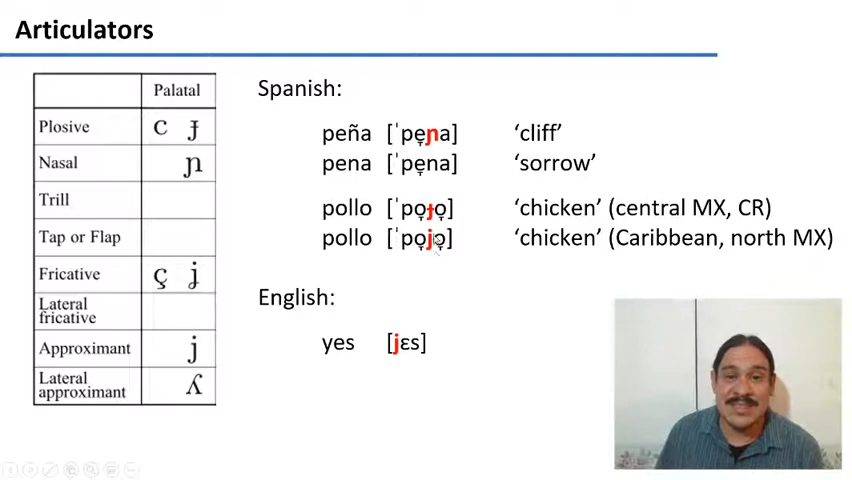 Articulators
Palatal
Plosive c ɟ
Nasal ɲ
Trill
Tap or Flap
Fricative ç ʝ
Lateral
fricative
Approximant j
Lateral
approximant ʎ
Spanish:
peña [ˈpe̞ɲa] ‘cliff’
pena [ˈpe̞na] ‘sorrow’
pollo [ˈpo̞ɟo̞] ‘chicken’ (central MX, CR)
pollo [ˈpo̞jo̞] ‘chicken’ (Caribbean, north MX)
English:
yes [jɛs]